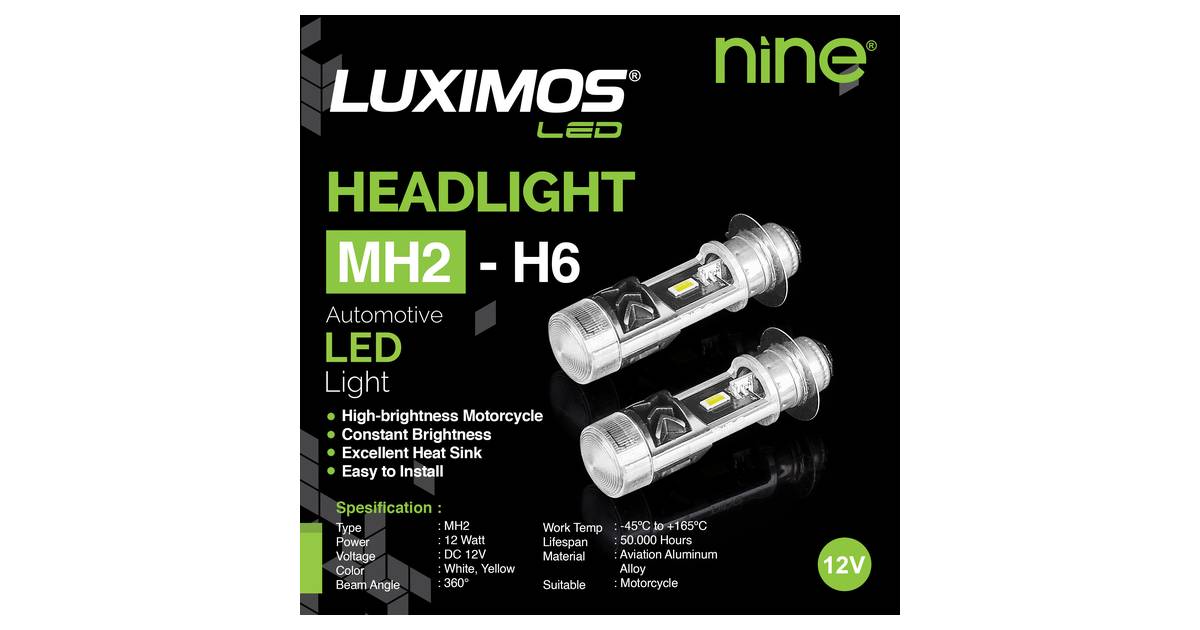 nine®
LUXIMOS®
LED
HEADLIGHT
MH2 - H6
Automotive
LED
Light
High-brightness Motorcycle
Constant Brightness
Excellent Heat Sink
Easy to Install
Spesification :
Type : MH2
Power : 12 Watt
Voltage : DC 12V
Color : White, Yellow
Beam Angle : 360°
Work Temp : -45ºC to +165ºC
Lifespan : 50.000 Hours
Material : Aviation Aluminum
Alloy
Suitable : Motorcycle
12V